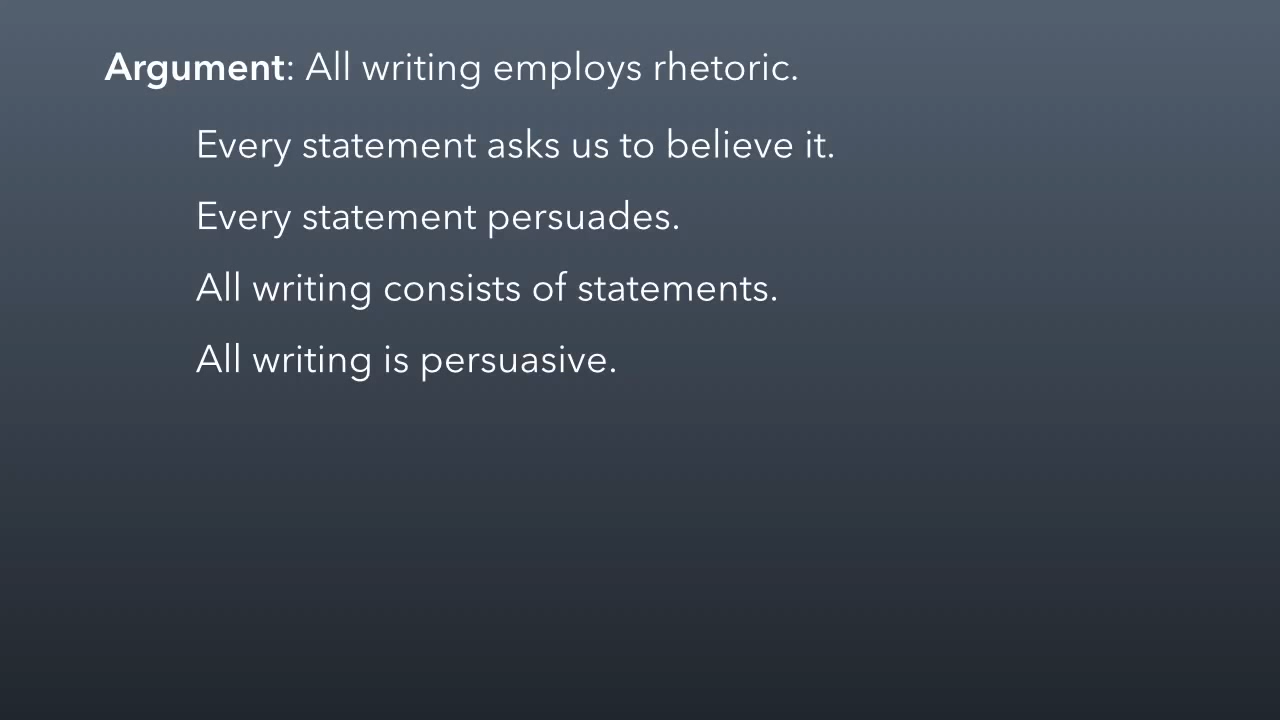 Argument: All writing employs rhetoric.
Every statement asks us to believe it.
Every statement persuades.
All writing consists of statements.
All writing is persuasive.